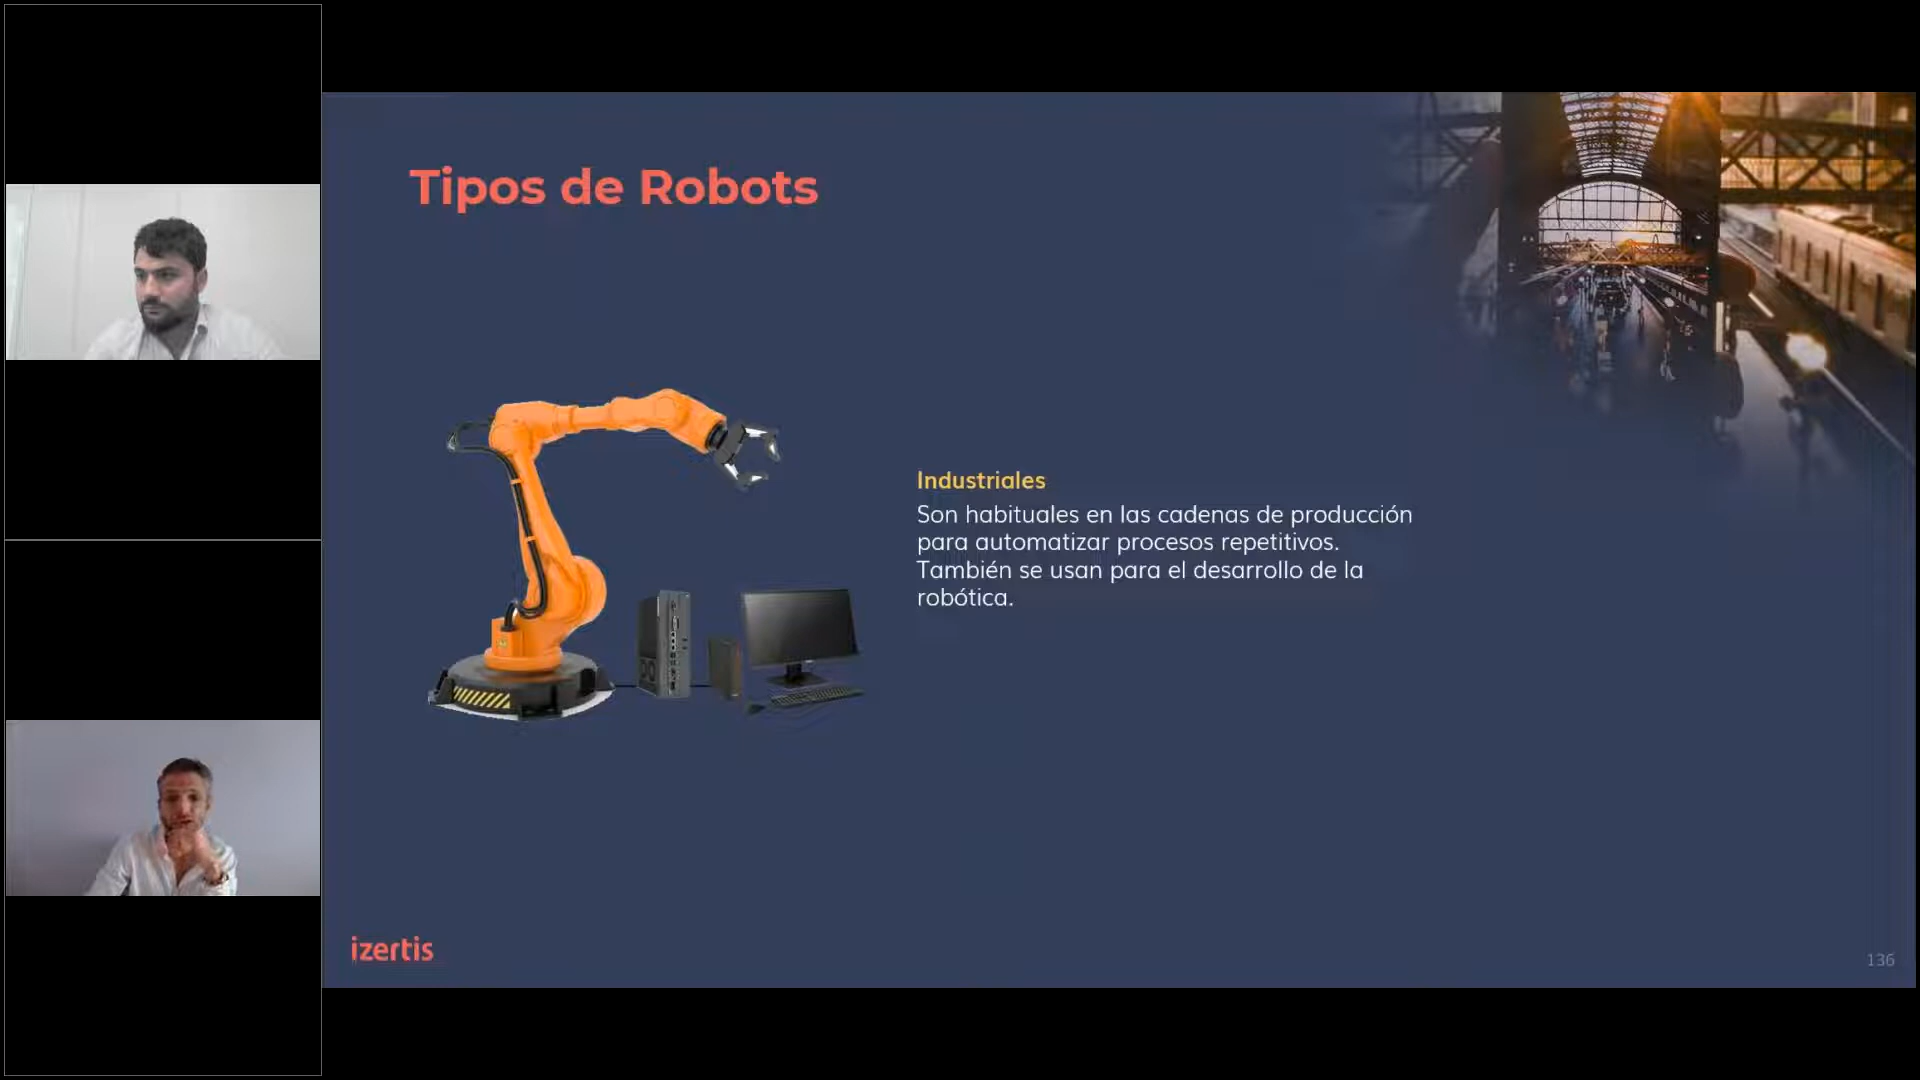 Tipos de Robots
Industriales
Son habituales en las cadenas de producción
para automatizar procesos repetitivos.
También se usan para el desarrollo de la
robótica.
izertis
136